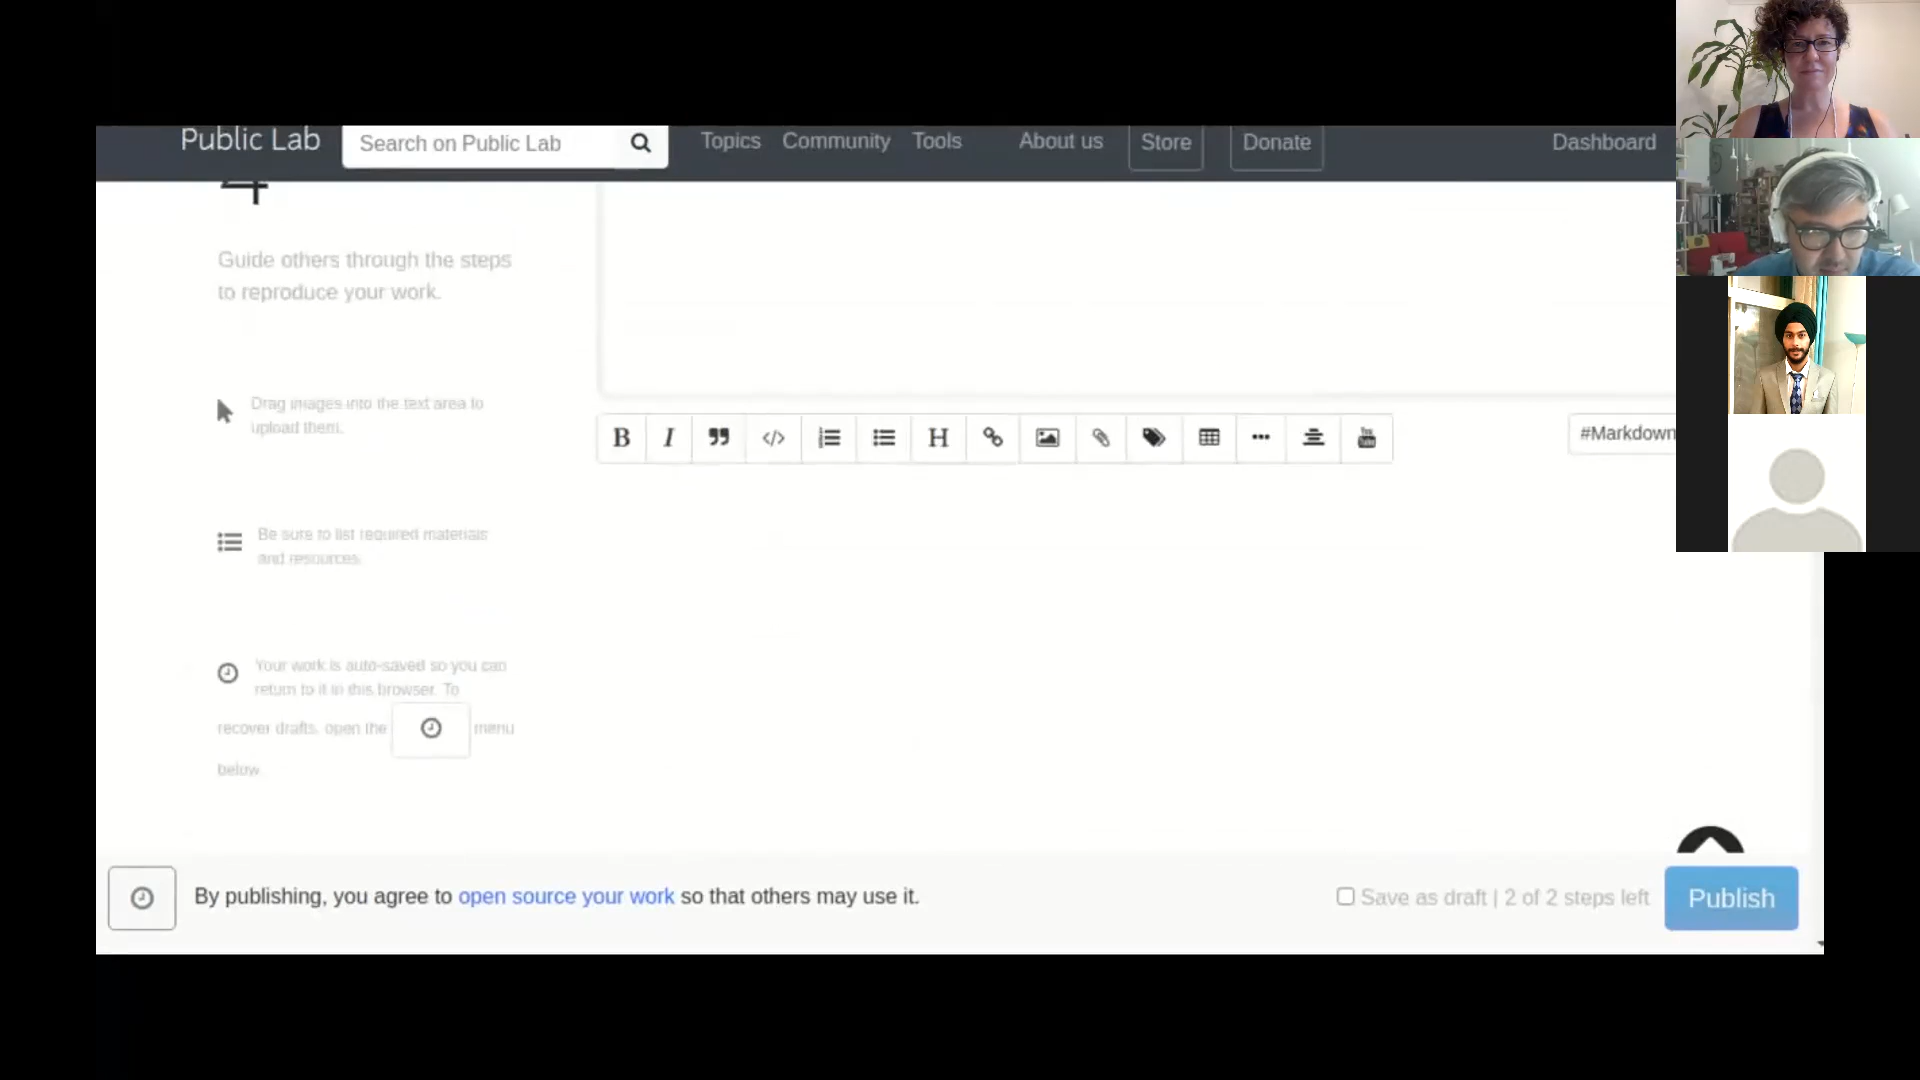 Public Lab Search on Public Lab Topics Community Tools About us Store Donate Dashboard
4
Guide others through the steps
to reproduce your work.
Drag images into the text area to
upload them.
B I H #Markdown
Be sure to list required materials
and resources.
Your work is auto-saved so you can
return to it in this browser. To
recover drafts, open the menu
below.
By publishing, you agree to open source your work so that others may use it. Save as draft | 2 of 2 steps left Publish